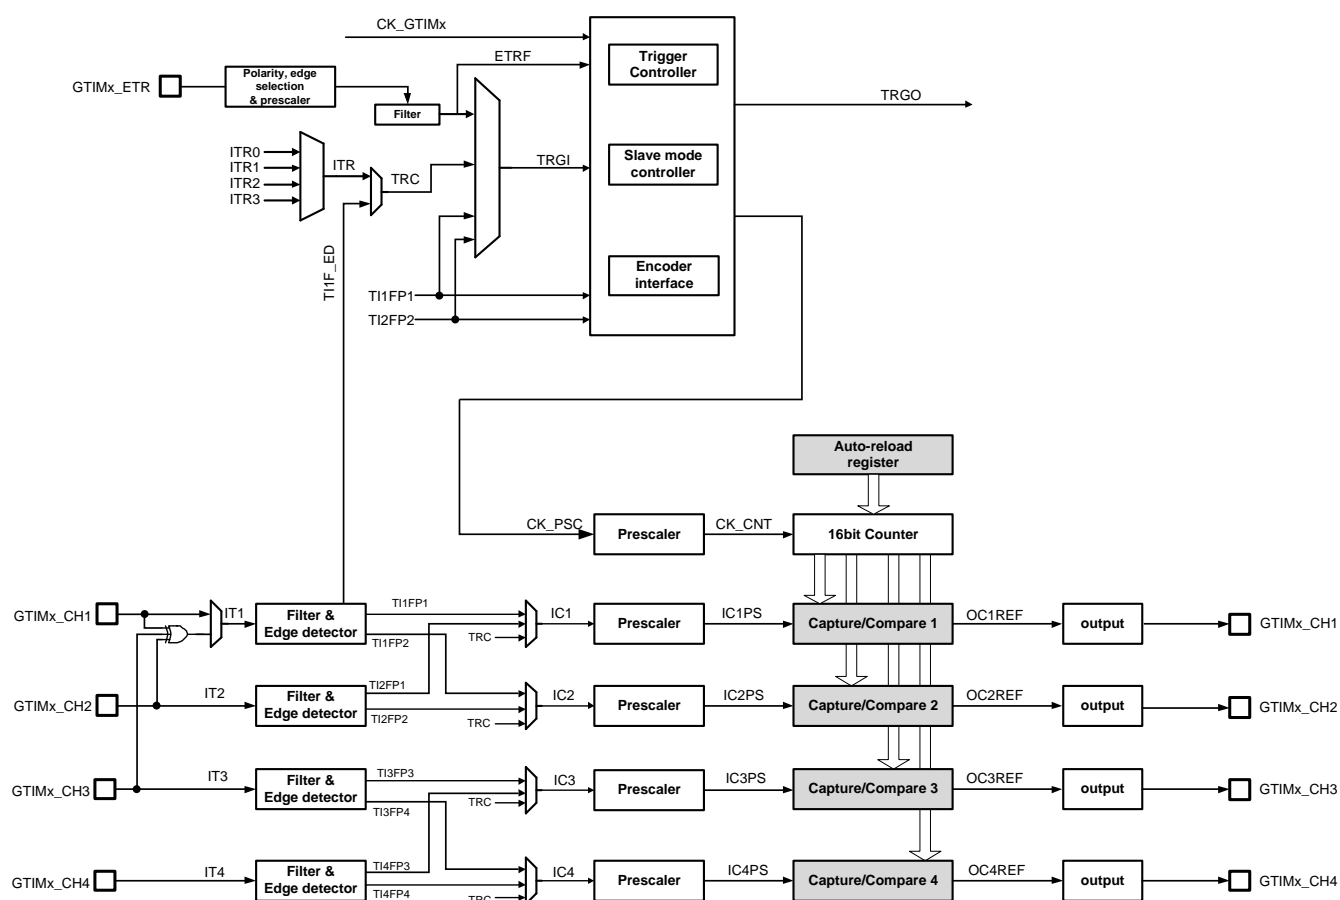 CK_GTIMx
ETRF
GTIMx_ETR
Polarity, edge
selection
& prescaler
Filter
Trigger
Controller
TRGO
ITR0
ITR1
ITR2
ITR3
ITR
TRC
TRGI
Slave mode
controller
TI1F_ED
Encoder
interface
TI1FP1
TI2FP2
Auto-reload
register
CK_PSC
Prescaler
CK_CNT
16bit Counter
GTIMx_CH1
IT1
Filter &
Edge detector
TI1FP1
TI1FP2
TRC
IC1
Prescaler
IC1PS
Capture/Compare 1
OC1REF
output
GTIMx_CH1
GTIMx_CH2
IT2
Filter &
Edge detector
TI2FP1
TI2FP2
TRC
IC2
Prescaler
IC2PS
Capture/Compare 2
OC2REF
output
GTIMx_CH2
GTIMx_CH3
IT3
Filter &
Edge detector
TI3FP3
TI3FP4
TRC
IC3
Prescaler
IC3PS
Capture/Compare 3
OC3REF
output
GTIMx_CH3
GTIMx_CH4
IT4
Filter &
Edge detector
TI4FP3
TI4FP4
TRC
IC4
Prescaler
IC4PS
Capture/Compare 4
OC4REF
output
GTIMx_CH4